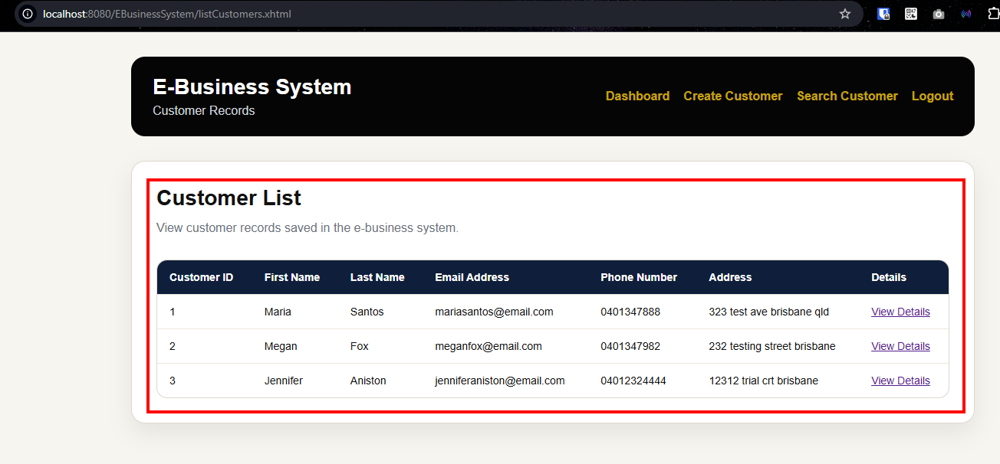 localhost:8080/EBusinessSystem/listCustomers.xhtml
E-Business System
Customer Records
Dashboard Create Customer Search Customer Logout
Customer List
View customer records saved in the e-business system.
Customer ID First Name Last Name Email Address Phone Number Address Details
1 Maria Santos mariasantos@email.com 0401347888 323 test ave brisbane qld View Details
2 Megan Fox meganfox@email.com 0401347982 232 testing street brisbane View Details
3 Jennifer Aniston jenniferaniston@email.com 04012324444 12312 trial crt brisbane View Details